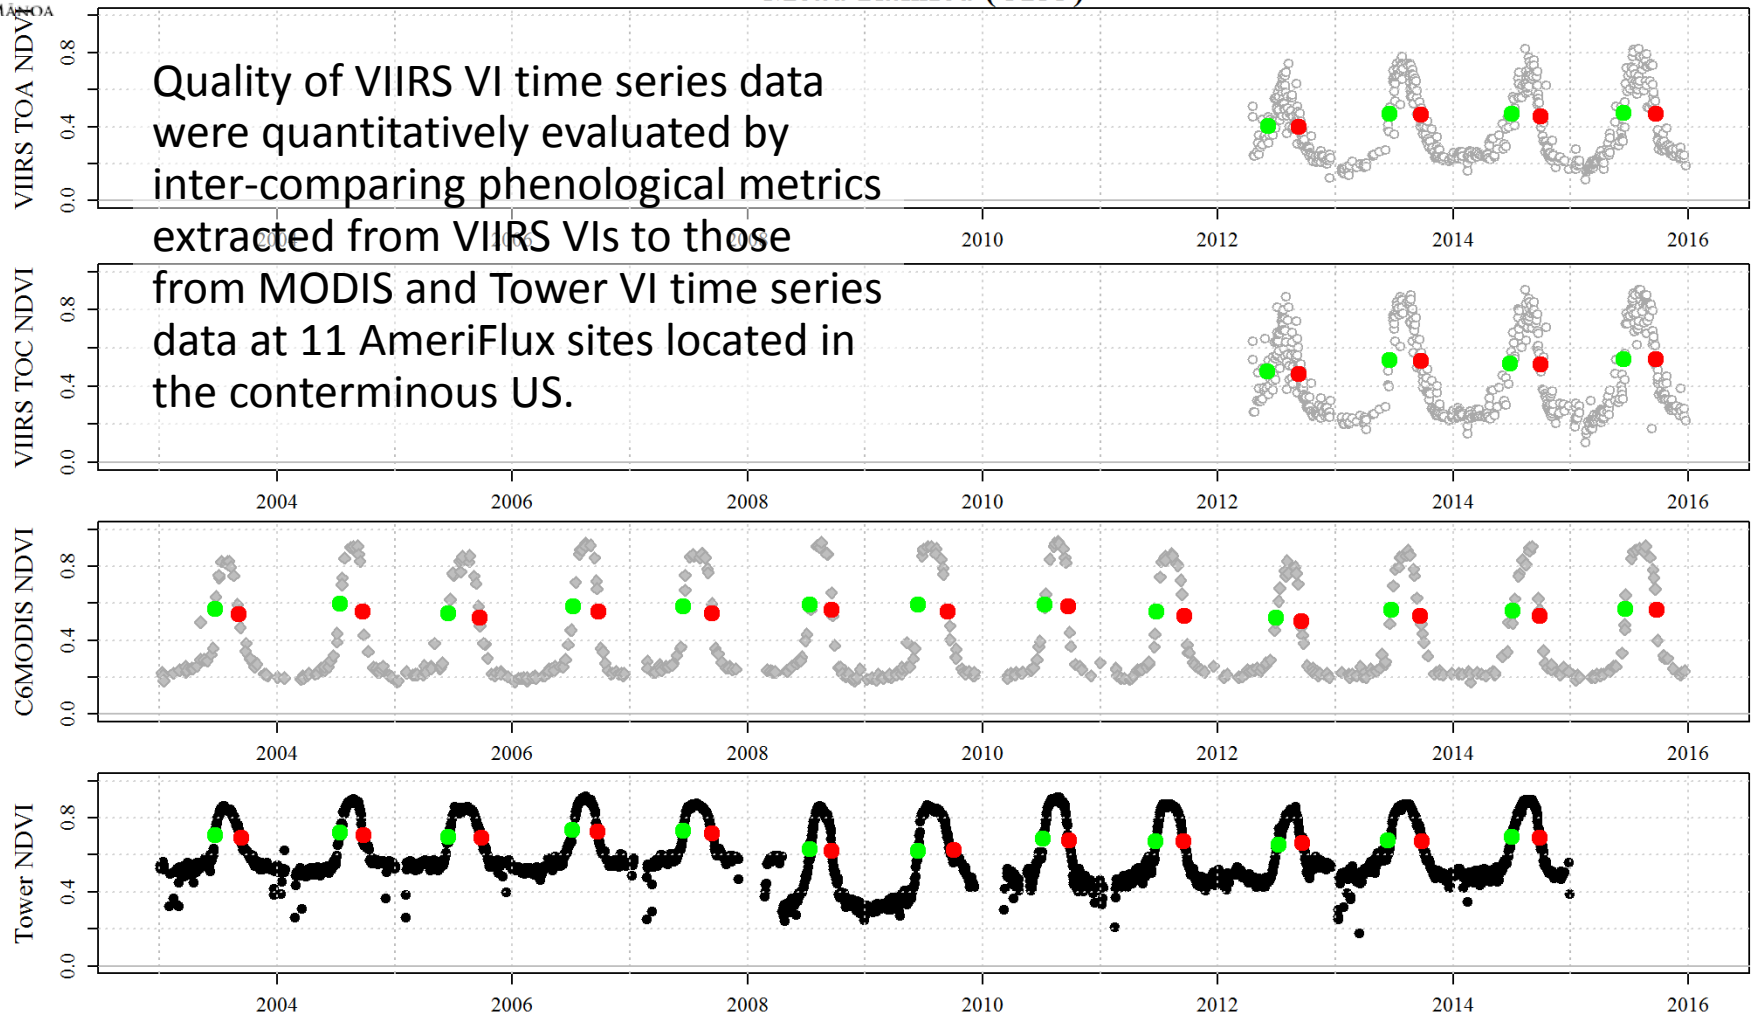 MĀNOA
Quality of VIIRS VI time series data
were quantitatively evaluated by
inter-comparing phenological metrics
extracted from VIIRS VIs to those
from MODIS and Tower VI time series
data at 11 AmeriFlux sites located in
the conterminous US.
VIIRS TOA NDVI
0.0 0.4 0.8
2004 2006 2008 2010 2012 2014 2016
VIIRS TOC NDVI
0.0 0.4 0.8
2004 2006 2008 2010 2012 2014 2016
C6MODIS NDVI
0.0 0.4 0.8
2004 2006 2008 2010 2012 2014 2016
Tower NDVI
0.0 0.4 0.8
2004 2006 2008 2010 2012 2014 2016